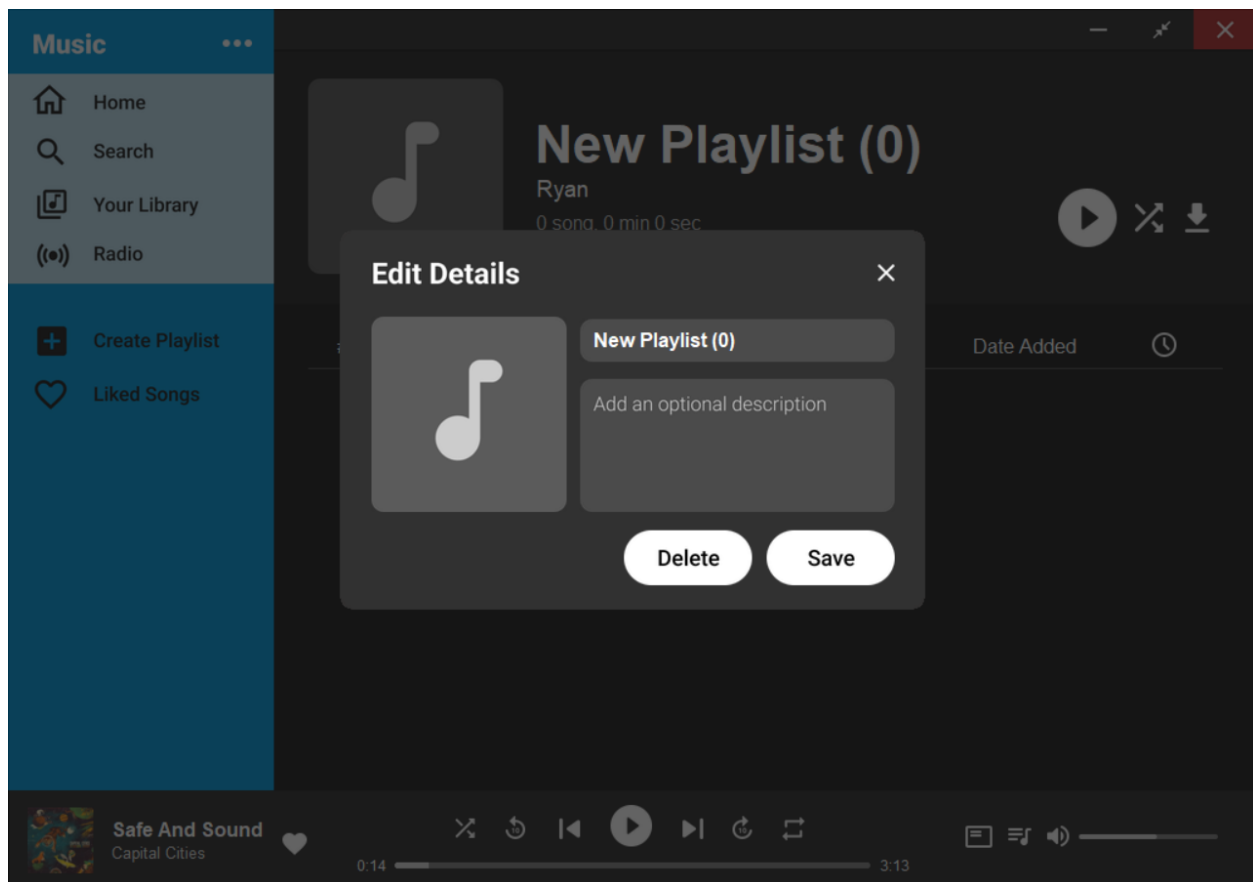 Music
Home
Search
Your Library
Radio
Create Playlist
Liked Songs
New Playlist (0)
Ryan
0 song, 0 min 0 sec
Edit Details
New Playlist (0)
Add an optional description
Delete
Save
Date Added
Safe And Sound
Capital Cities
10
10
0:14
3:13